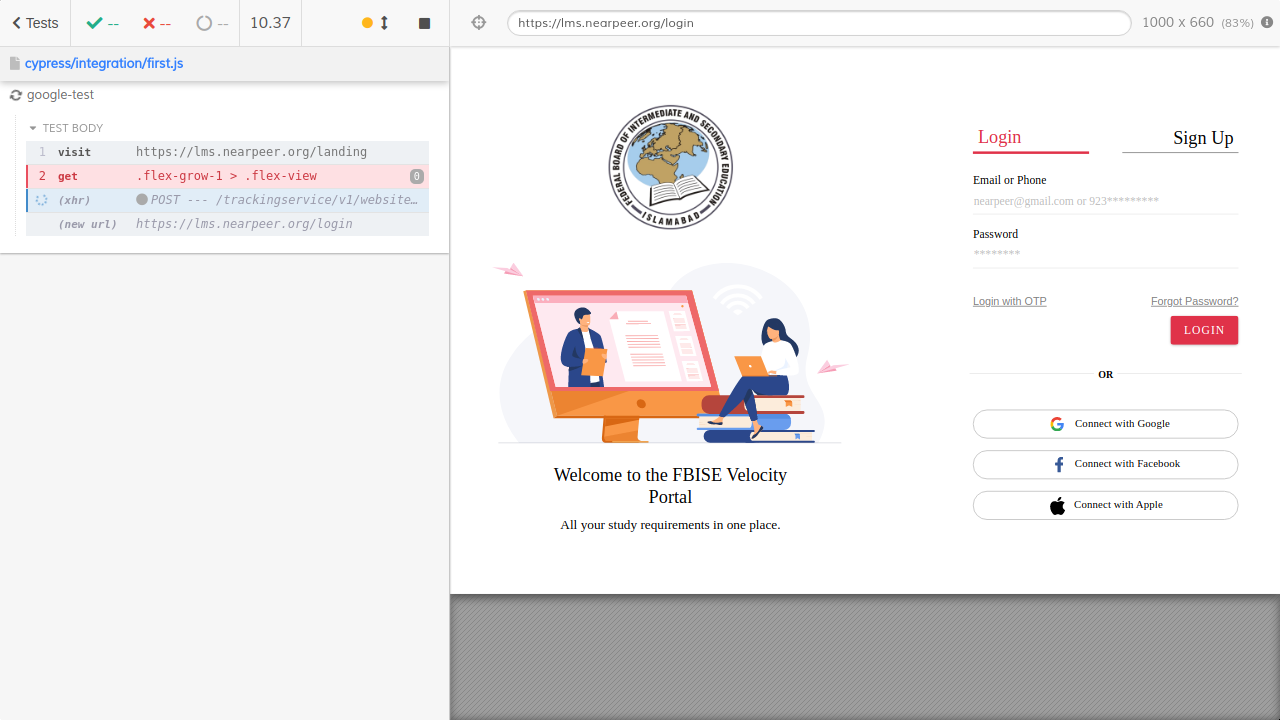 Tests
--
--
--
10.37
https://lms.nearpeer.org/login
1000 x 660 (83%)
cypress/integration/first.js
google-test
TEST BODY
1 visit https://lms.nearpeer.org/landing
2 get .flex-grow-1 > .flex-view 0
(xhr) POST --- /trackingservice/v1/website…
(new url) https://lms.nearpeer.org/login
FEDERAL BOARD OF INTERMEDIATE AND SECONDARY EDUCATION
ISLAMABAD
Welcome to the FBISE Velocity
Portal
All your study requirements in one place.
Login
Sign Up
Email or Phone
nearpeer@gmail.com or 923*********
Password
********
Login with OTP
Forgot Password?
LOGIN
OR
Connect with Google
Connect with Facebook
Connect with Apple